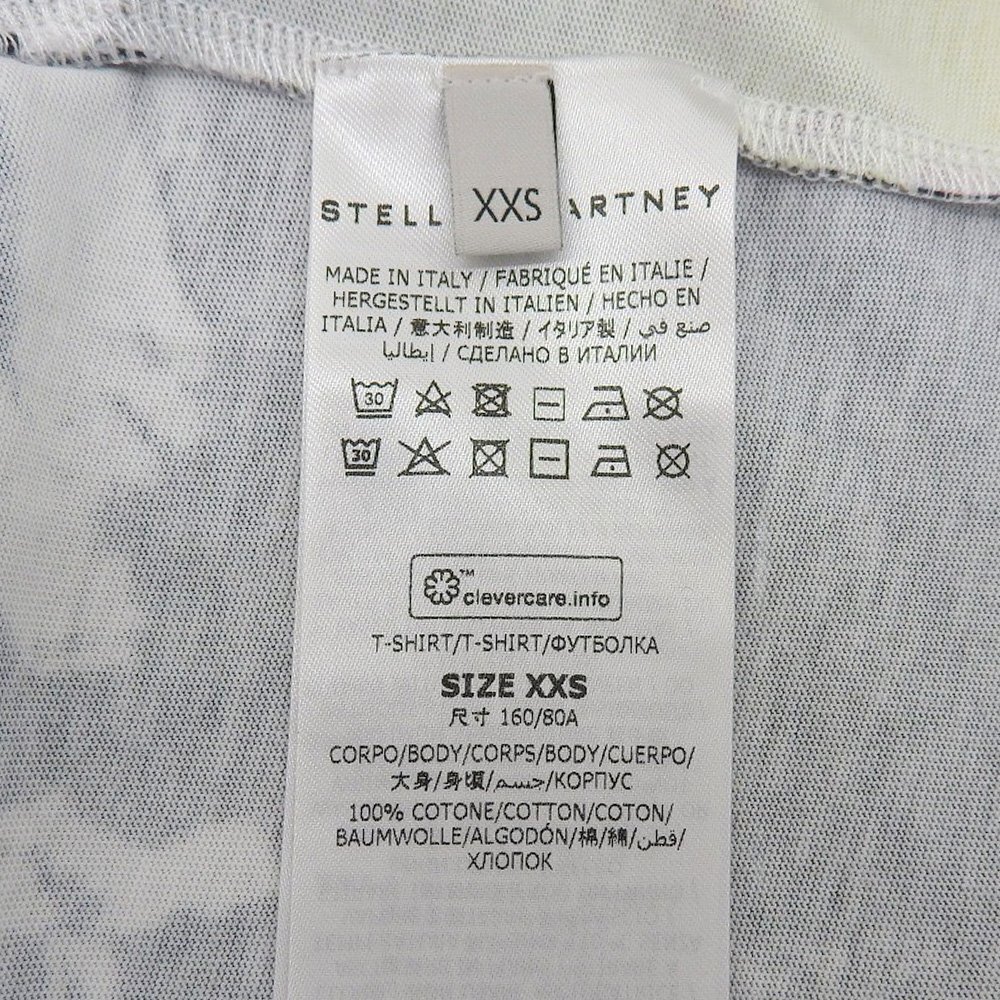 XXS
STELL ARTNEY
MADE IN ITALY / FABRIQUÉ EN ITALIE /
HERGESTELLT IN ITALIEN / HECHO EN
ITALIA / 意大利制造 / イタリア製 / صنع في
إيطاليا / СДЕЛАНО В ИТАЛИИ
30
30
™
clevercare.info
T-SHIRT/T-SHIRT/ФУТБОЛКА
SIZE XXS
尺寸 160/80A
CORPO/BODY/CORPS/BODY/CUERPO/
大身/身頃/جسم/КОРПУС
100% COTONE/COTTON/COTON/
BAUMWOLLE/ALGODÓN/棉/綿/قطن/
ХЛОПОК